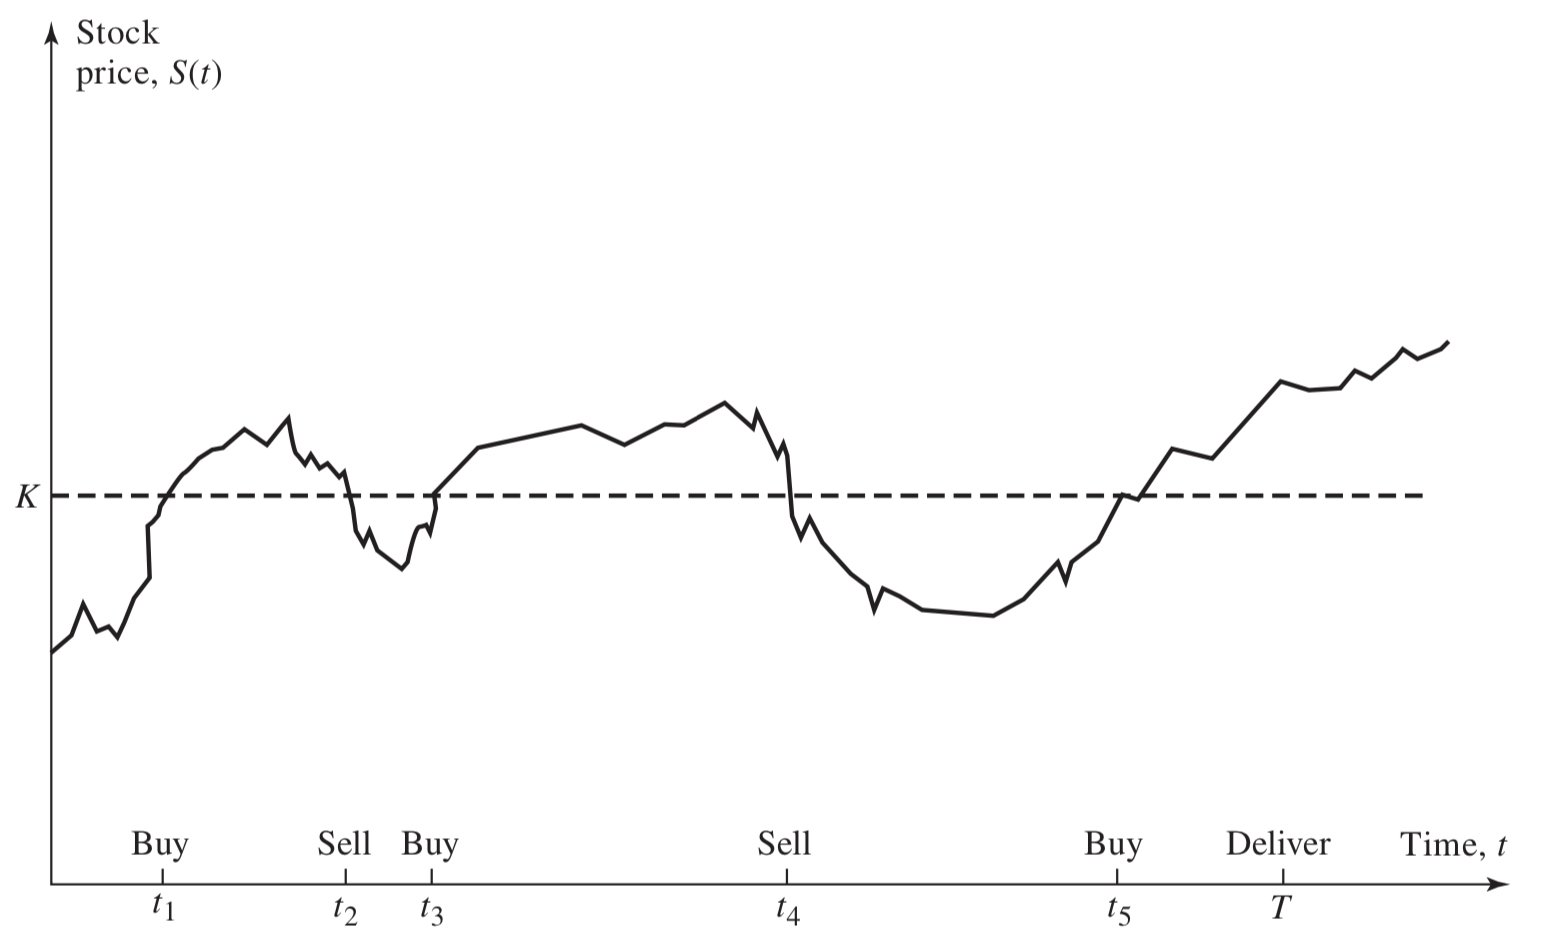 Stock
price, S(t)
K
Buy Sell Buy Sell Buy Deliver Time, t
t₁ t₂ t₃ t₄ t₅ T